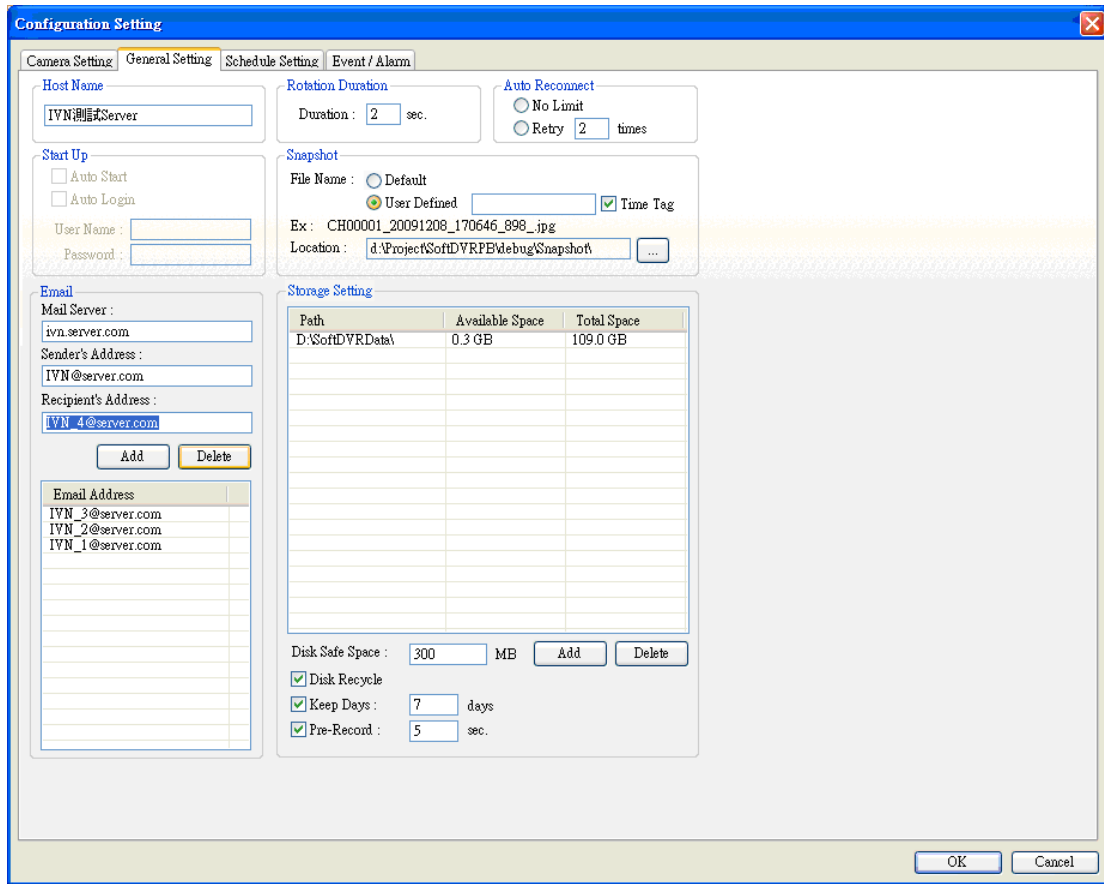 Configuration Setting
Camera Setting General Setting Schedule Setting Event / Alarm
Host Name
IVN測試Server
Rotation Duration
Duration : 2 sec.
Auto Reconnect
No Limit
Retry 2 times
Start Up
Auto Start
Auto Login
User Name :
Password :
Snapshot
File Name : Default
User Defined Time Tag
Ex : CH00001_20091208_170646_898_.jpg
Location : d:\Project\SoftDVRPB\debug\Snapshot\ ...
Email
Mail Server :
ivn.server.com
Sender's Address :
IVN@server.com
Recipient's Address :
IVN_4@server.com
Add Delete
Email Address
IVN_3@server.com
IVN_2@server.com
IVN_1@server.com
Storage Setting
Path Available Space Total Space
D:\SoftDVRData\ 0.3 GB 109.0 GB
Disk Safe Space : 300 MB Add Delete
Disk Recycle
Keep Days : 7 days
Pre-Record : 5 sec.
OK Cancel